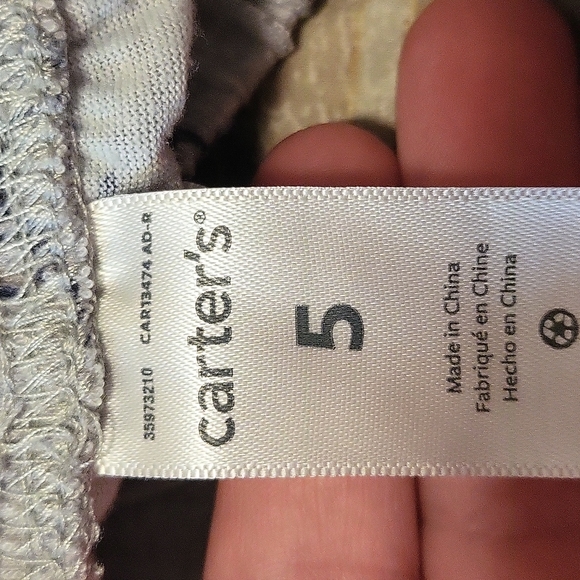 35973210 CAR13474 AD-R
carter's®
5
Made in China
Fabriqué en Chine
Hecho en China